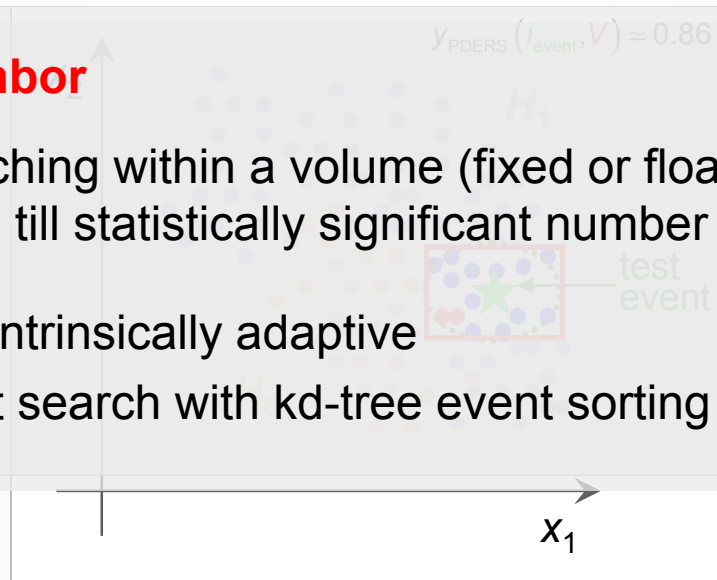 y_PDERS (i_event, V) ≃ 0.86
nbor
H₁
ching within a volume (fixed or floa
till statistically significant number
test
event
ntrinsically adaptive
t search with kd-tree event sorting
x₁